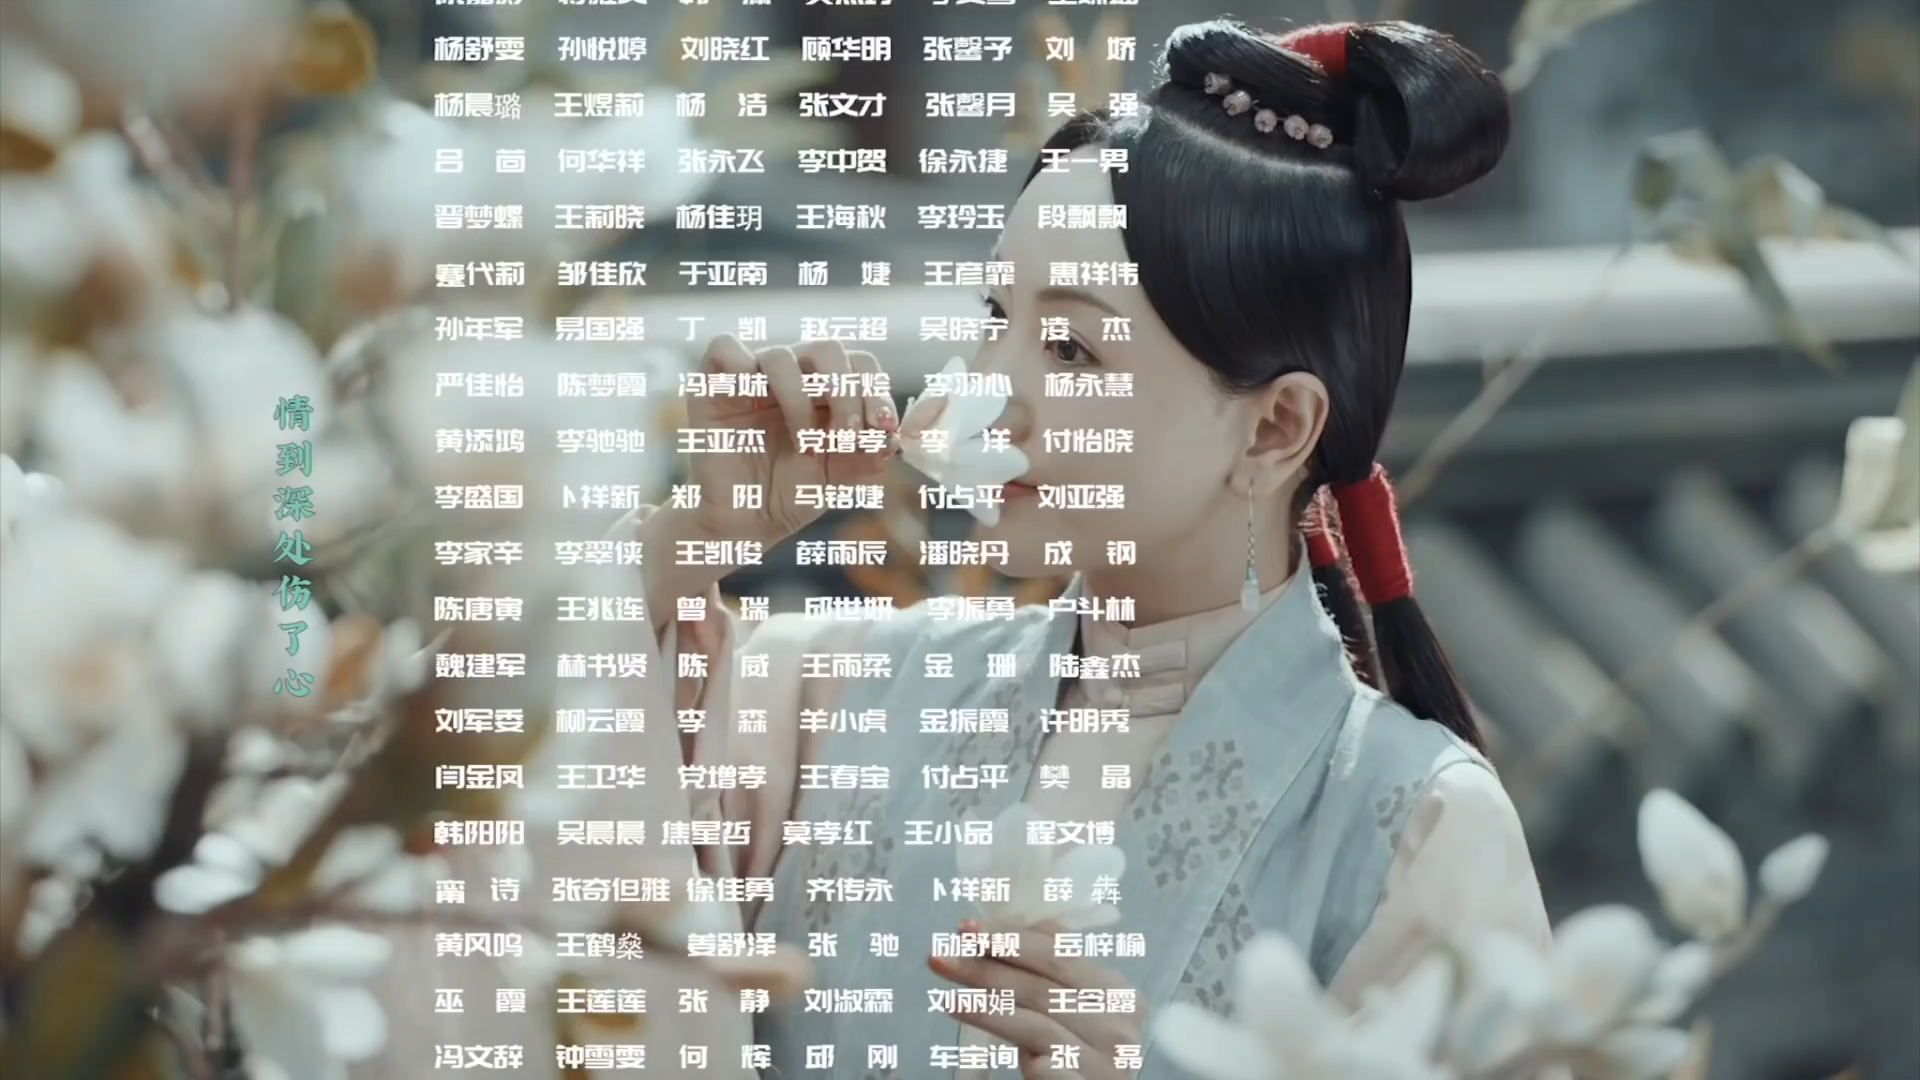 杨舒雯 孙悦婷 刘晓红 顾华明 张馨予 刘 娇
杨晨璐 王煜莉 杨 洁 张文才 张馨月 吴 强
吕 茴 何华祥 张永飞 李中贺 徐永捷 王一男
晋梦蝶 王莉晓 杨佳玥 王海秋 李玲玉 段飘飘
蹇代莉 邹佳欣 于亚南 杨 婕 王彦霏 惠祥伟
孙年军 易国强 丁 凯 赵云超 吴晓宁 凌 杰
严佳怡 陈梦霞 冯青妹 李沂烩 李羽心 杨永慧
黄添鸿 李驰驰 王亚杰 党增孝 李 洋 付怡晓
李盛国 卜祥新 郑 阳 马铭婕 付占平 刘亚强
李家辛 李翠侠 王凯俊 薛雨辰 潘晓丹 成 钢
陈唐寅 王兆连 曾 瑞 邱世妍 李振勇 户斗林
魏建军 赫书贤 陈 威 王雨柔 金 珊 陆鑫杰
刘军委 柳云霞 李 森 羊小虎 金振霞 许明秀
闫金凤 王卫华 党增孝 王春宝 付占平 樊 晶
韩阳阳 吴晨晨 焦星哲 莫孝红 王小品 程文博
甯 诗 张奇但雅 徐佳勇 齐传永 卜祥新 薛 犇
黄风鸣 王鹤燊 姜舒泽 张 驰 励舒靓 岳梓榆
巫 霞 王莲莲 张 静 刘淑霖 刘丽娟 王含露
冯文辞 钟雪雯 何 辉 邱 刚 车宝询 张 磊
情到深处伤了心